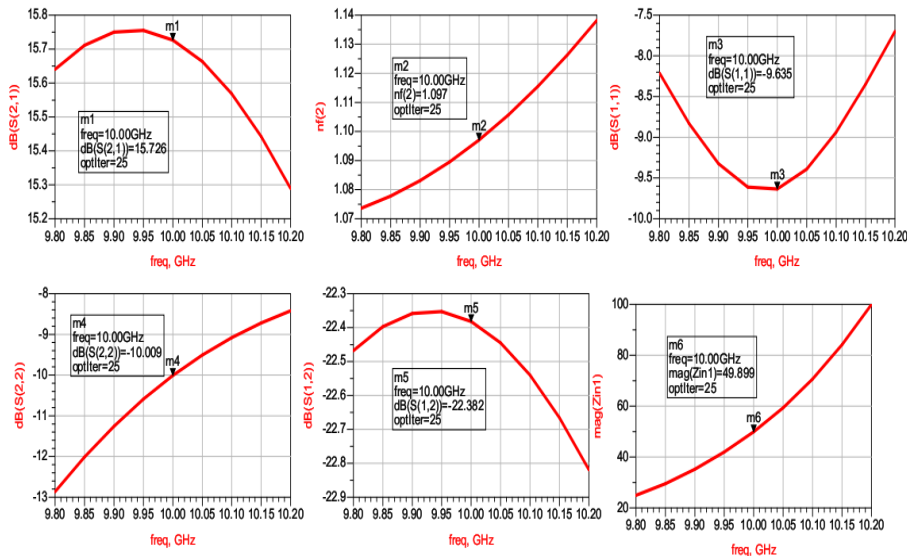 15.8
15.7
15.6
15.5
15.4
15.3
15.2
dB(S(2,1))
m1
m1
freq=10.00GHz
dB(S(2,1))=15.726
optIter=25
9.80 9.85 9.90 9.95 10.00 10.05 10.10 10.15 10.20
freq, GHz
1.14
1.13
1.12
1.11
1.10
1.09
1.08
1.07
nf(2)
m2
freq=10.00GHz
nf(2)=1.097
optIter=25
m2
9.80 9.85 9.90 9.95 10.00 10.05 10.10 10.15 10.20
freq, GHz
-7.5
-8.0
-8.5
-9.0
-9.5
-10.0
dB(S(1,1))
m3
freq=10.00GHz
dB(S(1,1))=-9.635
optIter=25
m3
9.80 9.85 9.90 9.95 10.00 10.05 10.10 10.15 10.20
freq, GHz
-8
-9
-10
-11
-12
-13
dB(S(2,2))
m4
freq=10.00GHz
dB(S(2,2))=-10.009
optIter=25
m4
9.80 9.85 9.90 9.95 10.00 10.05 10.10 10.15 10.20
freq, GHz
-22.3
-22.4
-22.5
-22.6
-22.7
-22.8
-22.9
dB(S(1,2))
m5
m5
freq=10.00GHz
dB(S(1,2))=-22.382
optIter=25
9.80 9.85 9.90 9.95 10.00 10.05 10.10 10.15 10.20
freq, GHz
100
80
60
40
20
mag(Zin1)
m6
freq=10.00GHz
mag(Zin1)=49.899
optIter=25
m6
9.80 9.85 9.90 9.95 10.00 10.05 10.10 10.15 10.20
freq, GHz